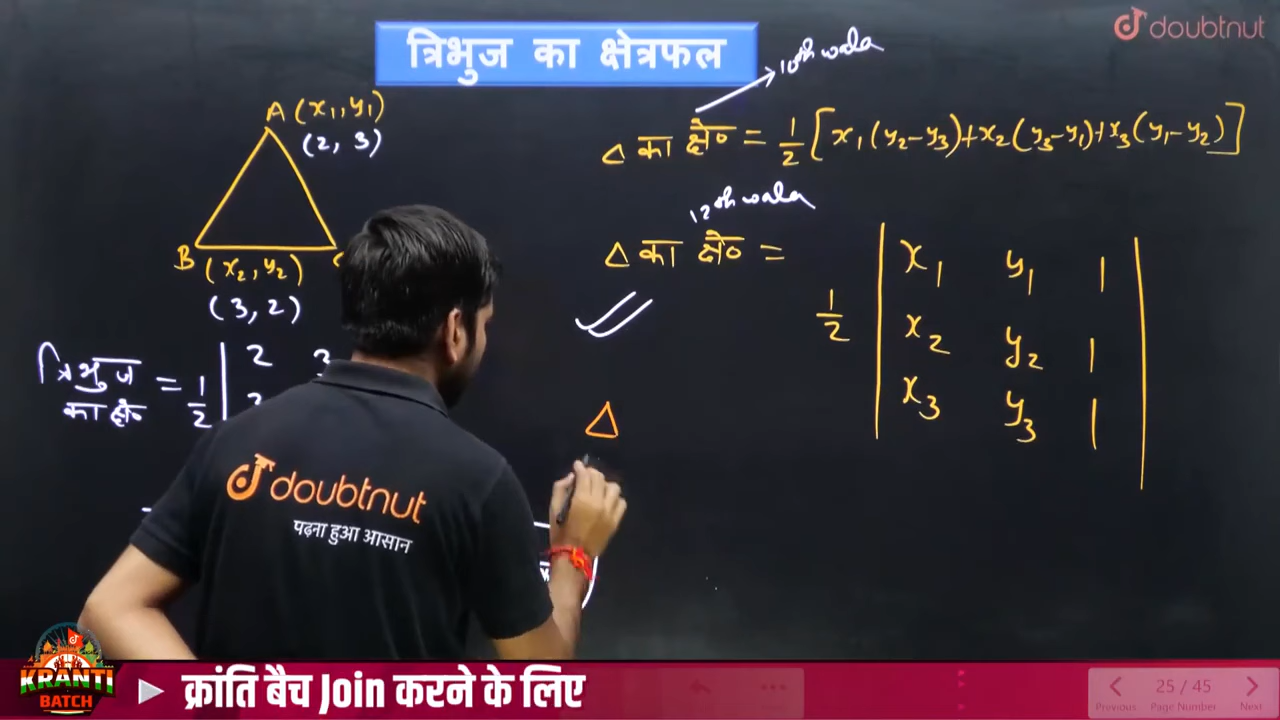 doubtnut
त्रिभुज का क्षेत्रफल
10th wala
A (x₁, y₁)
(2, 3)
Δ का क्षे० = 1/2 [x₁(y₂-y₃)+x₂(y₃-y₁)+x₃(y₁-y₂)]
12th wala
Δ का क्षे० =
B (x₂, y₂)
(3, 2)
1/2 | x₁ y₁ 1 |
| x₂ y₂ 1 |
| x₃ y₃ 1 |
त्रिभुज = 1/2 | 2
का क्षे०
Δ
doubtnut
पढ़ना हुआ आसान
KRANTI
BATCH
क्रांति बैच Join करने के लिए
25 / 45
Previous Page Number Next